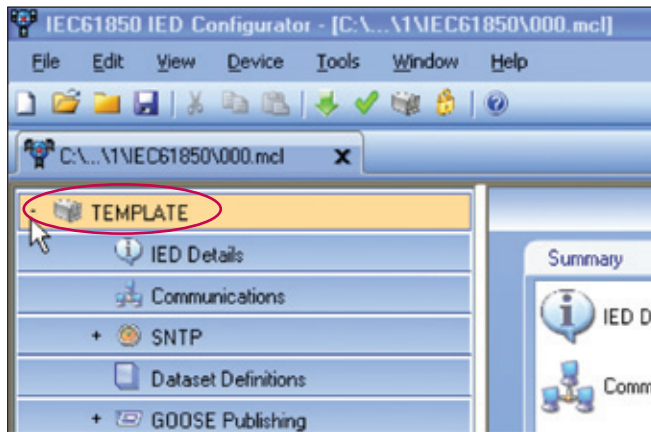 IEC61850 IED Configurator - [C:\...\1\IEC61850\000.mcl]
File Edit View Device Tools Window Help
C:\...\1\IEC61850\000.mcl X
- TEMPLATE
IED Details
Communications
+ SNTP
Dataset Definitions
+ GOOSE Publishing
Summary
IED D
Comm